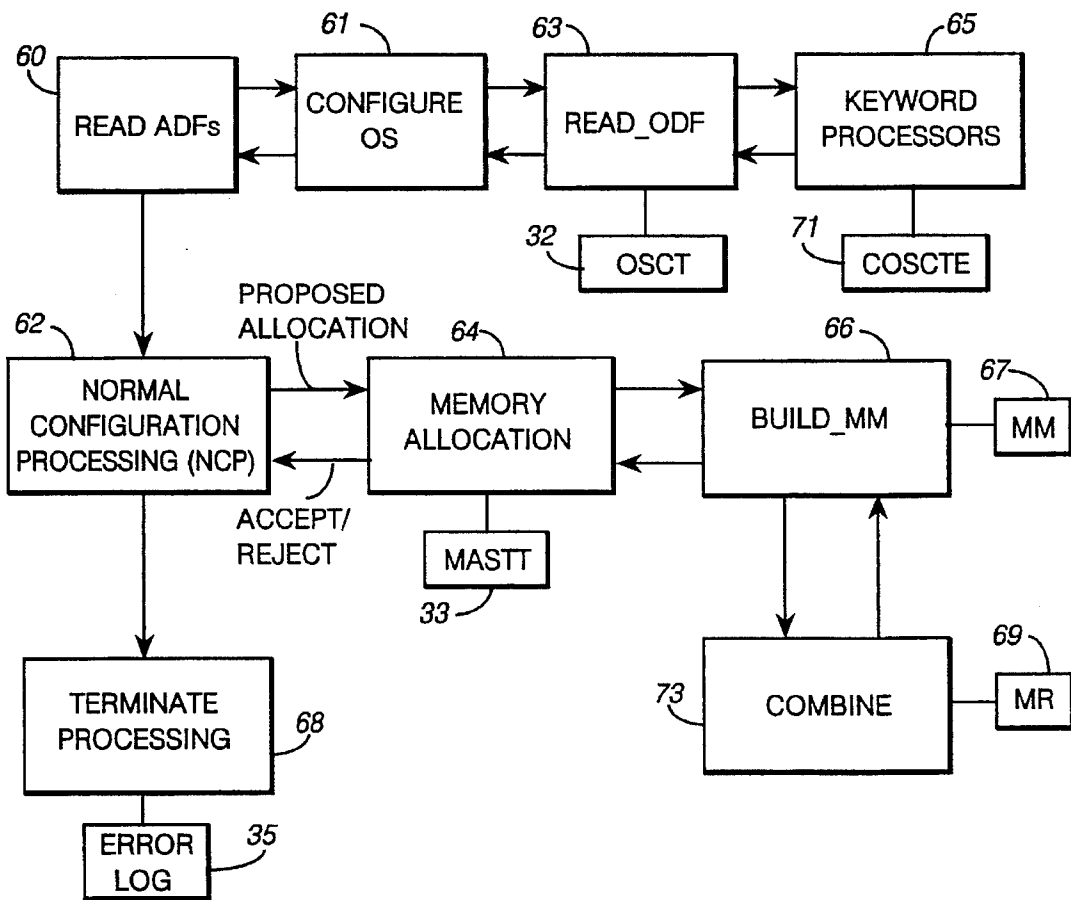 60
61
63
65
READ ADFs
CONFIGURE
OS
READ_ODF
KEYWORD
PROCESSORS
32
OSCT
71
COSCTE
62
PROPOSED
ALLOCATION
64
66
67
NORMAL
CONFIGURATION
PROCESSING (NCP)
MEMORY
ALLOCATION
BUILD_MM
MM
ACCEPT/
REJECT
MASTT
33
TERMINATE
PROCESSING
68
73
COMBINE
69
MR
ERROR
LOG
35